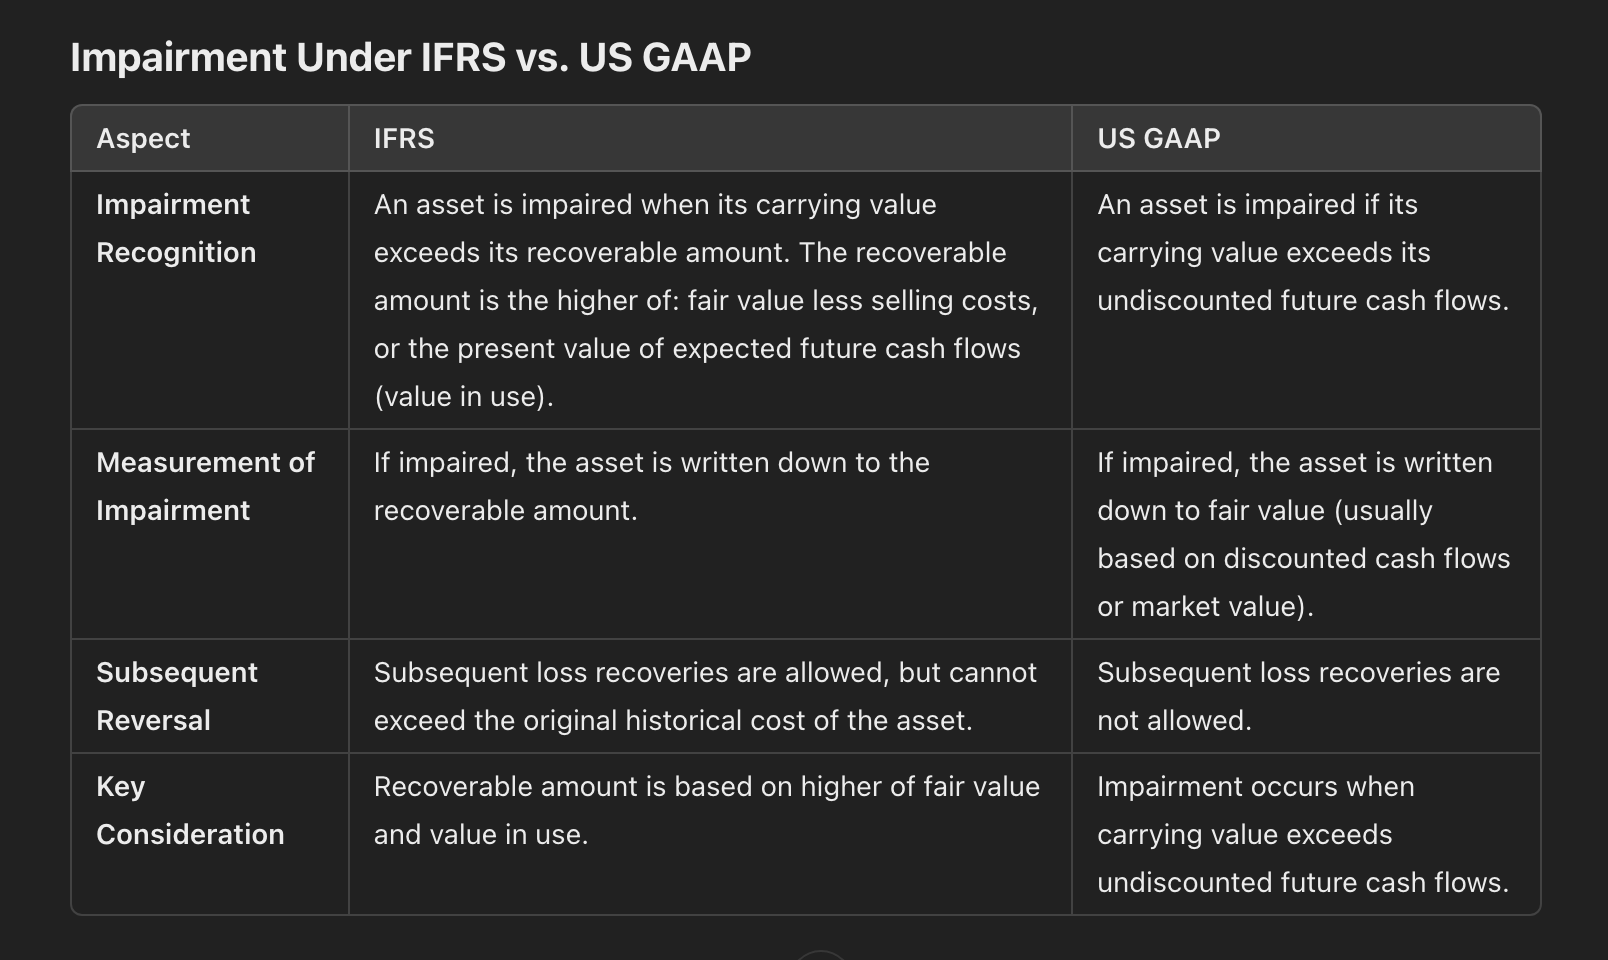 Impairment Under IFRS vs. US GAAP
Aspect
IFRS
US GAAP
Impairment
Recognition
An asset is impaired when its carrying value
exceeds its recoverable amount. The recoverable
amount is the higher of: fair value less selling costs,
or the present value of expected future cash flows
(value in use).
An asset is impaired if its
carrying value exceeds its
undiscounted future cash flows.
Measurement of
Impairment
If impaired, the asset is written down to the
recoverable amount.
If impaired, the asset is written
down to fair value (usually
based on discounted cash flows
or market value).
Subsequent
Reversal
Subsequent loss recoveries are allowed, but cannot
exceed the original historical cost of the asset.
Subsequent loss recoveries are
not allowed.
Key
Consideration
Recoverable amount is based on higher of fair value
and value in use.
Impairment occurs when
carrying value exceeds
undiscounted future cash flows.